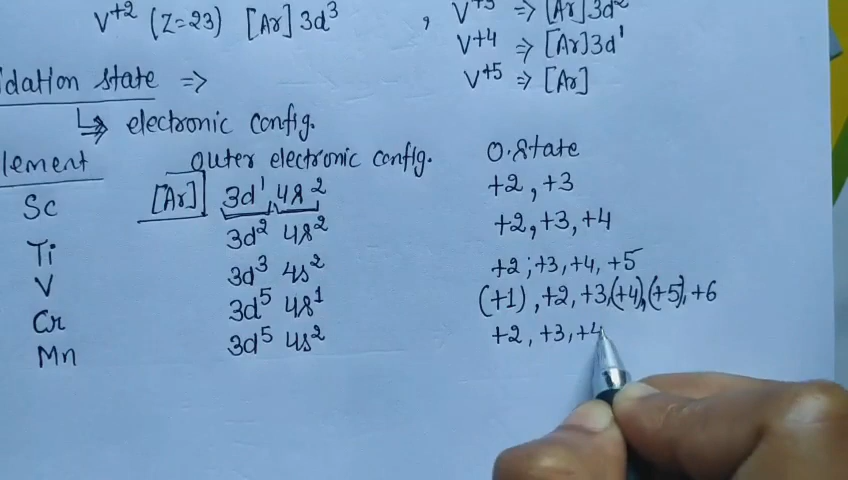 V+2 (Z=23) [Ar] 3d3 , V+3 => [Ar]3d2
V+4 => [Ar]3d1
V+5 => [Ar]
idation state =>
electronic config.
lement outer electronic config. O.State
Sc [Ar] 3d1 4s2 +2, +3
Ti 3d2 4s2 +2, +3, +4
V 3d3 4s2 +2, +3, +4, +5
Cr 3d5 4s1 (+1), +2, +3, (+4), (+5), +6
Mn 3d5 4s2 +2, +3, +4